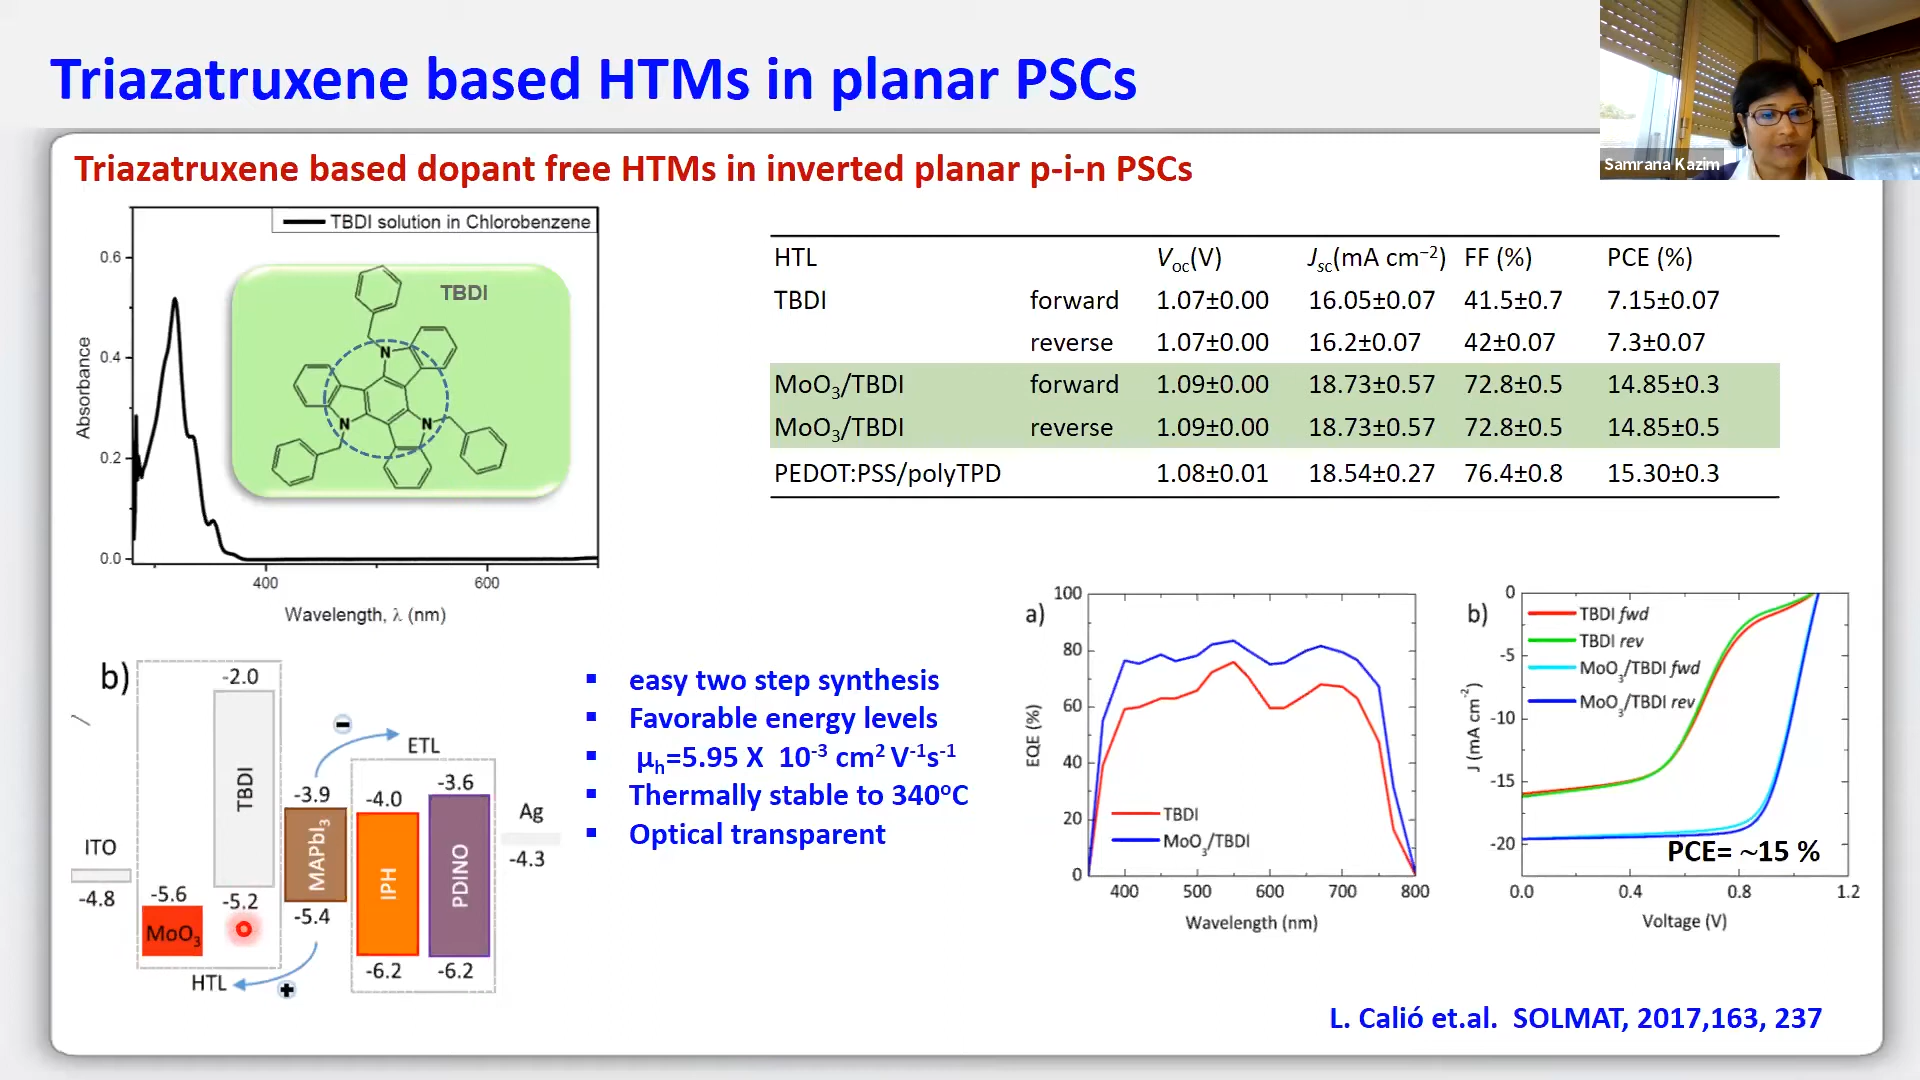 Triazatruxene based HTMs in planar PSCs
Samrana Kazim
Triazatruxene based dopant free HTMs in inverted planar p-i-n PSCs
TBDI solution in Chlorobenzene
TBDI
N
N
N
Absorbance
0.6
0.4
0.2
0.0
400 600
Wavelength, λ (nm)
HTL Voc(V) Jsc(mA cm⁻²) FF (%) PCE (%)
TBDI forward 1.07±0.00 16.05±0.07 41.5±0.7 7.15±0.07
reverse 1.07±0.00 16.2±0.07 42±0.07 7.3±0.07
MoO₃/TBDI forward 1.09±0.00 18.73±0.57 72.8±0.5 14.85±0.3
MoO₃/TBDI reverse 1.09±0.00 18.73±0.57 72.8±0.5 14.85±0.5
PEDOT:PSS/polyTPD 1.08±0.01 18.54±0.27 76.4±0.8 15.30±0.3
b)
-2.0
TBDI
-5.2
ITO
-4.8
-5.6
MoO₃
HTL
-3.9
MAPbI₃
-5.4
ETL
-4.0
IPH
-6.2
-3.6
PDINO
-6.2
Ag
-4.3
easy two step synthesis
Favorable energy levels
μh=5.95 X 10⁻³ cm² V⁻¹s⁻¹
Thermally stable to 340°C
Optical transparent
a)
EQE (%)
100
80
60
40
20
0
TBDI
MoO₃/TBDI
400 500 600 700 800
Wavelength (nm)
b)
J (mA cm⁻²)
0
-5
-10
-15
-20
TBDI fwd
TBDI rev
MoO₃/TBDI fwd
MoO₃/TBDI rev
PCE= ~15 %
0.0 0.4 0.8 1.2
Voltage (V)
L. Calió et.al. SOLMAT, 2017,163, 237